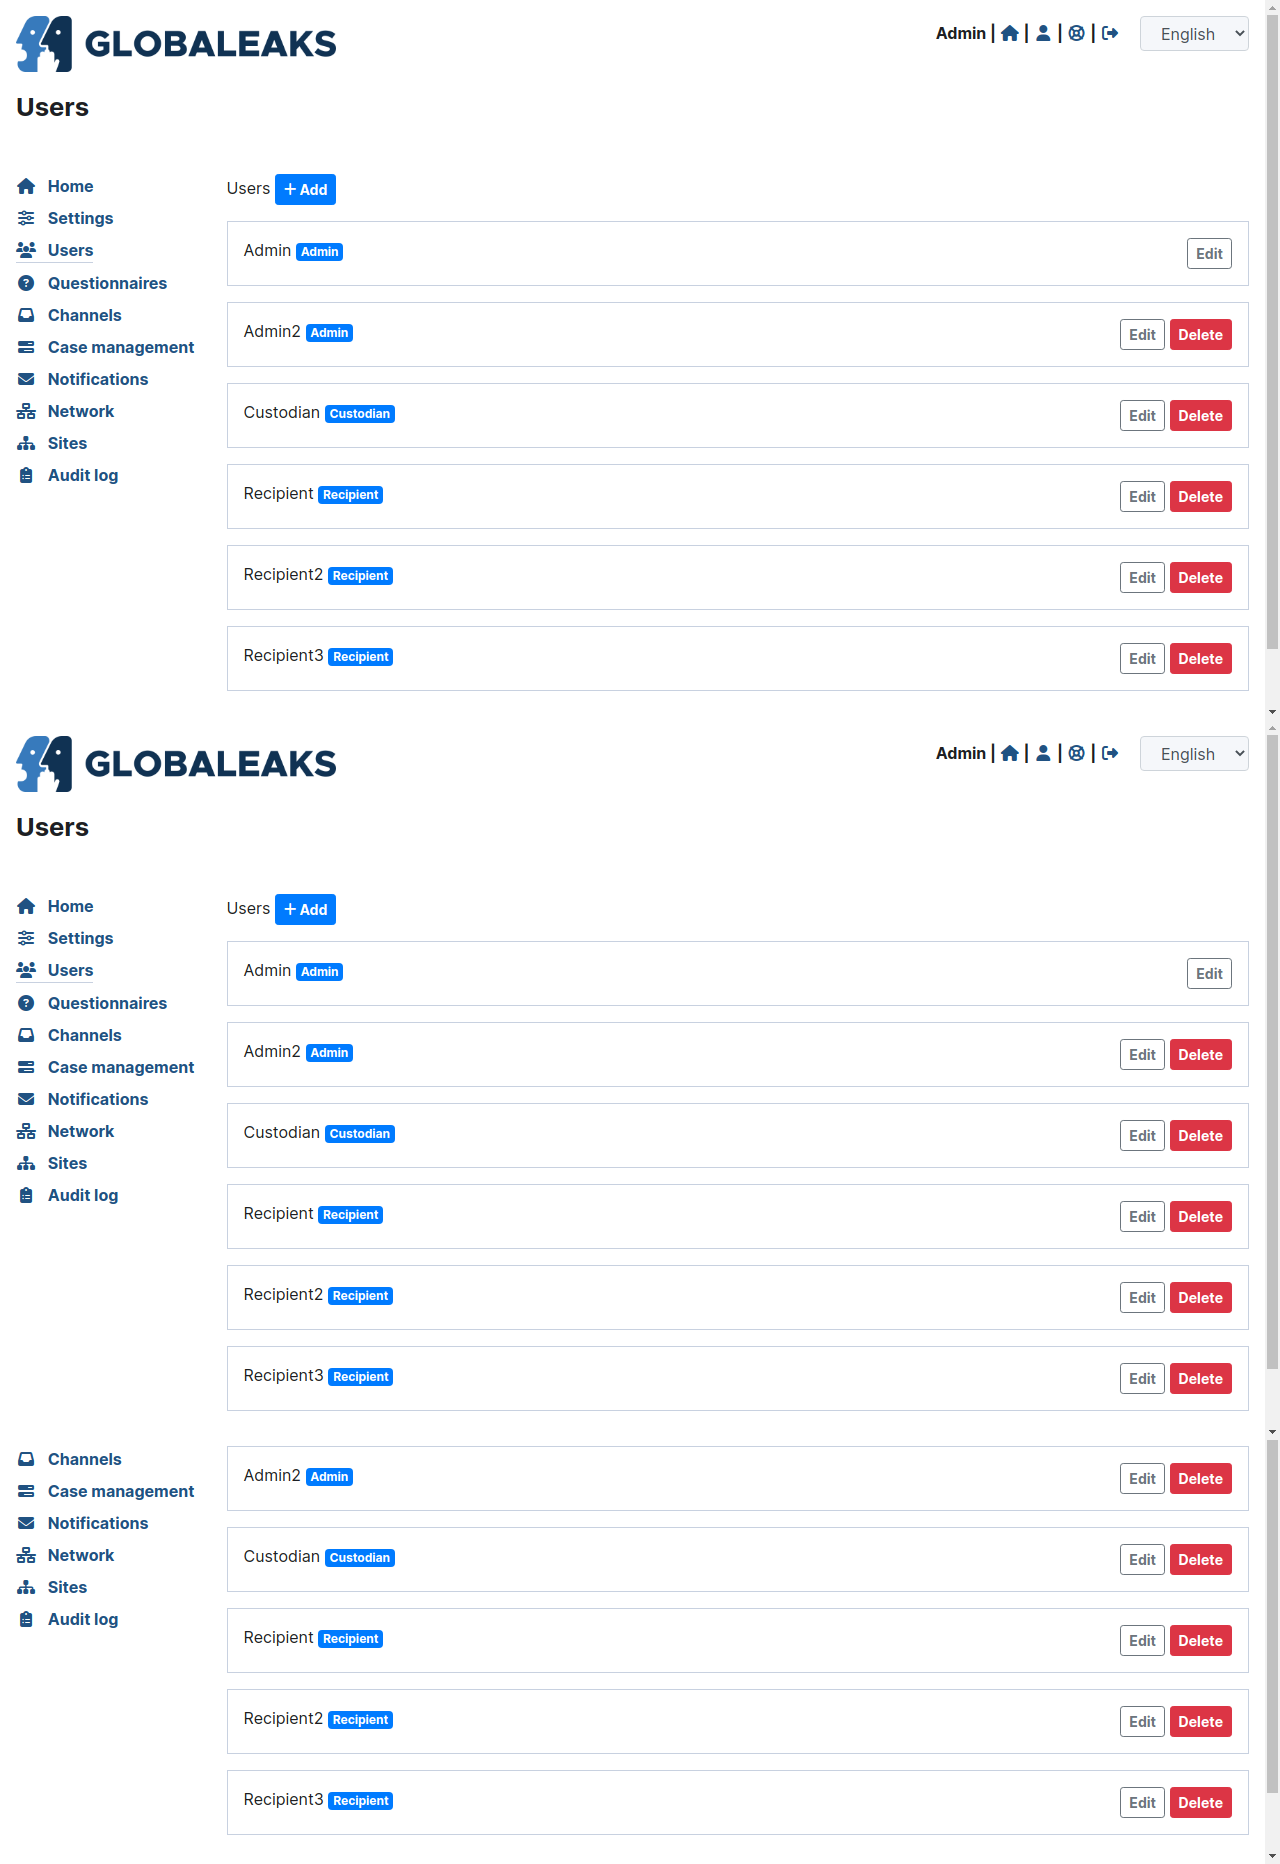 GLOBALEAKS
Admin | | | | English
Users
Home
Settings
Users
Questionnaires
Channels
Case management
Notifications
Network
Sites
Audit log
Users + Add
Admin Admin Edit
Admin2 Admin Edit Delete
Custodian Custodian Edit Delete
Recipient Recipient Edit Delete
Recipient2 Recipient Edit Delete
Recipient3 Recipient Edit Delete
GLOBALEAKS
Admin | | | | English
Users
Home
Settings
Users
Questionnaires
Channels
Case management
Notifications
Network
Sites
Audit log
Users + Add
Admin Admin Edit
Admin2 Admin Edit Delete
Custodian Custodian Edit Delete
Recipient Recipient Edit Delete
Recipient2 Recipient Edit Delete
Recipient3 Recipient Edit Delete
Channels
Case management
Notifications
Network
Sites
Audit log
Admin2 Admin Edit Delete
Custodian Custodian Edit Delete
Recipient Recipient Edit Delete
Recipient2 Recipient Edit Delete
Recipient3 Recipient Edit Delete